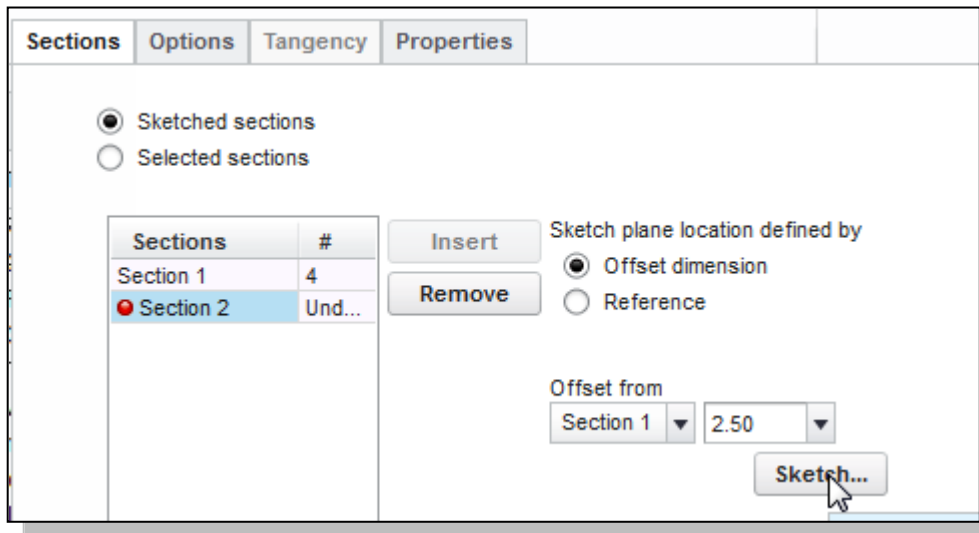 Sections Options Tangency Properties
Sketched sections
Selected sections
Sections #
Section 1 4
Section 2 Und...
Insert
Remove
Sketch plane location defined by
Offset dimension
Reference
Offset from
Section 1 2.50
Sketch...